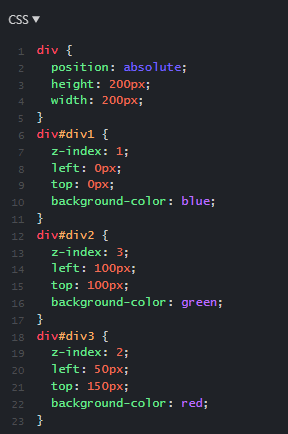 CSS ▼
1 div {
2   position: absolute;
3   height: 200px;
4   width: 200px;
5 }
6 div#div1 {
7   z-index: 1;
8   left: 0px;
9   top: 0px;
10   background-color: blue;
11 }
12 div#div2 {
13   z-index: 3;
14   left: 100px;
15   top: 100px;
16   background-color: green;
17 }
18 div#div3 {
19   z-index: 2;
20   left: 50px;
21   top: 150px;
22   background-color: red;
23 }